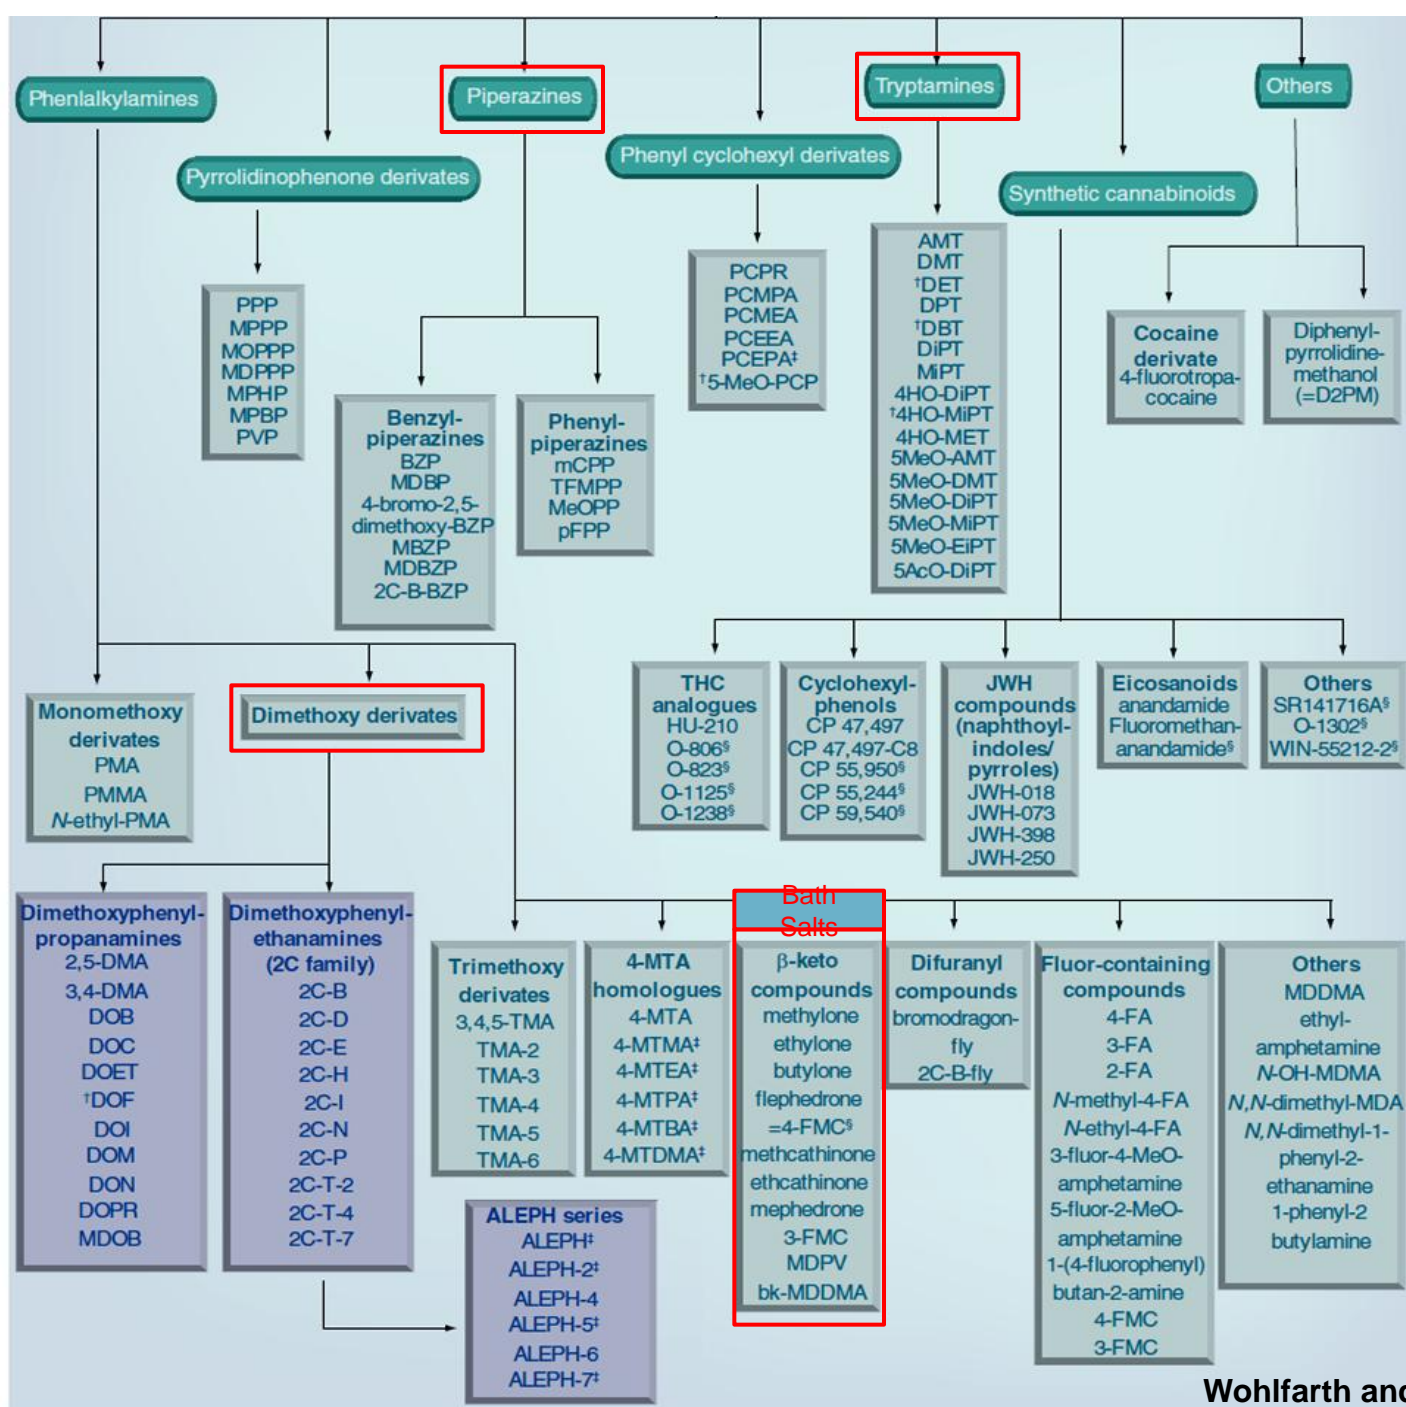 Phenlalkylamines
Piperazines
Tryptamines
Others
Pyrrolidinophenone derivates
Phenyl cyclohexyl derivates
Synthetic cannabinoids
PPP
MPPP
MOPPP
MDPPP
MPHP
MPBP
PVP
Benzyl-
piperazines
BZP
MDBP
4-bromo-2,5-
dimethoxy-BZP
MBZP
MDBZP
2C-B-BZP
Phenyl-
piperazines
mCPP
TFMPP
MeOPP
pFPP
PCPR
PCMPA
PCMEA
PCEEA
PCEPA‡
†5-MeO-PCP
AMT
DMT
†DET
DPT
†DBT
DiPT
MiPT
4HO-DiPT
†4HO-MiPT
4HO-MET
5MeO-AMT
5MeO-DMT
5MeO-DiPT
5MeO-MiPT
5MeO-EiPT
5AcO-DiPT
Cocaine
derivate
4-fluorotropa-
cocaine
Diphenyl-
pyrrolidine-
methanol
(=D2PM)
THC
analogues
HU-210
O-806§
O-823§
O-1125§
O-1238§
Cyclohexyl-
phenols
CP 47,497
CP 47,497-C8
CP 55,950§
CP 55,244§
CP 59,540§
JWH
compounds
(naphthoyl-
indoles/
pyrroles)
JWH-018
JWH-073
JWH-398
JWH-250
Eicosanoids
anandamide
Fluoromethan-
anandamide§
Others
SR141716A§
O-1302§
WIN-55212-2§
Monomethoxy
derivates
PMA
PMMA
N-ethyl-PMA
Dimethoxy derivates
Dimethoxyphenyl-
propanamines
2,5-DMA
3,4-DMA
DOB
DOC
DOET
†DOF
DOI
DOM
DON
DOPR
MDOB
Dimethoxyphenyl-
ethanamines
(2C family)
2C-B
2C-D
2C-E
2C-H
2C-I
2C-N
2C-P
2C-T-2
2C-T-4
2C-T-7
ALEPH series
ALEPH‡
ALEPH-2‡
ALEPH-4
ALEPH-5‡
ALEPH-6
ALEPH-7‡
Trimethoxy
derivates
3,4,5-TMA
TMA-2
TMA-3
TMA-4
TMA-5
TMA-6
4-MTA
homologues
4-MTA
4-MTMA‡
4-MTEA‡
4-MTPA‡
4-MTBA‡
4-MTDMA‡
Bath
Salts
β-keto
compounds
methylone
ethylone
butylone
flephedrone
=4-FMC§
methcathinone
ethcathinone
mephedrone
3-FMC
MDPV
bk-MDDMA
Difuranyl
compounds
bromodragon-
fly
2C-B-fly
Fluor-containing
compounds
4-FA
3-FA
2-FA
N-methyl-4-FA
N-ethyl-4-FA
3-fluor-4-MeO-
amphetamine
5-fluor-2-MeO-
amphetamine
1-(4-fluorophenyl)
butan-2-amine
4-FMC
3-FMC
Others
MDDMA
ethyl-
amphetamine
N-OH-MDMA
N,N-dimethyl-MDA
N,N-dimethyl-1-
phenyl-2-
ethanamine
1-phenyl-2
butylamine
Wohlfarth and